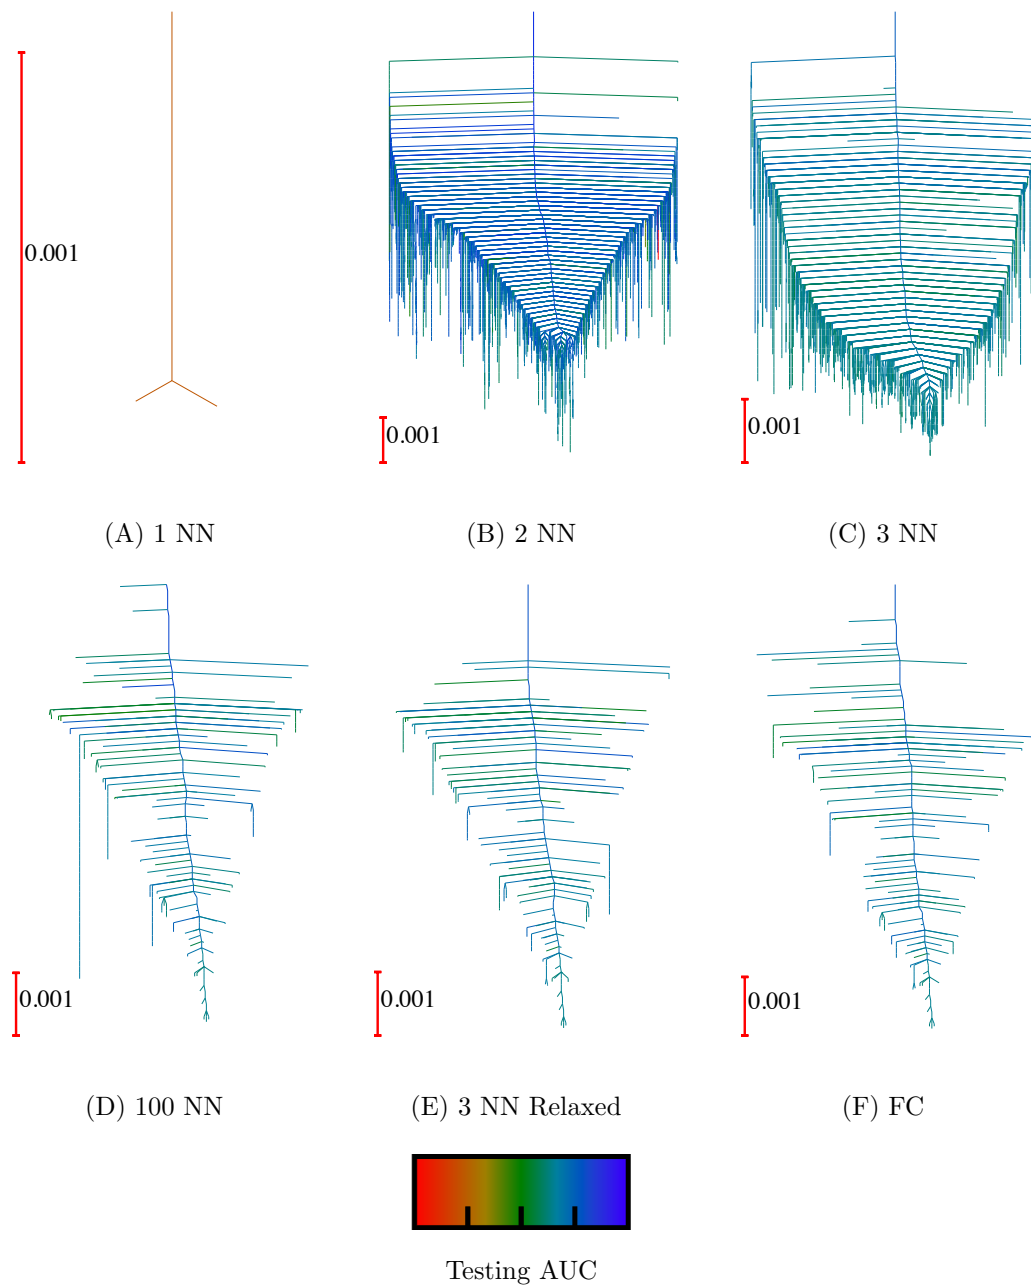 0.001
0.001
0.001
(A) 1 NN
(B) 2 NN
(C) 3 NN
0.001
0.001
0.001
(D) 100 NN
(E) 3 NN Relaxed
(F) FC
Testing AUC